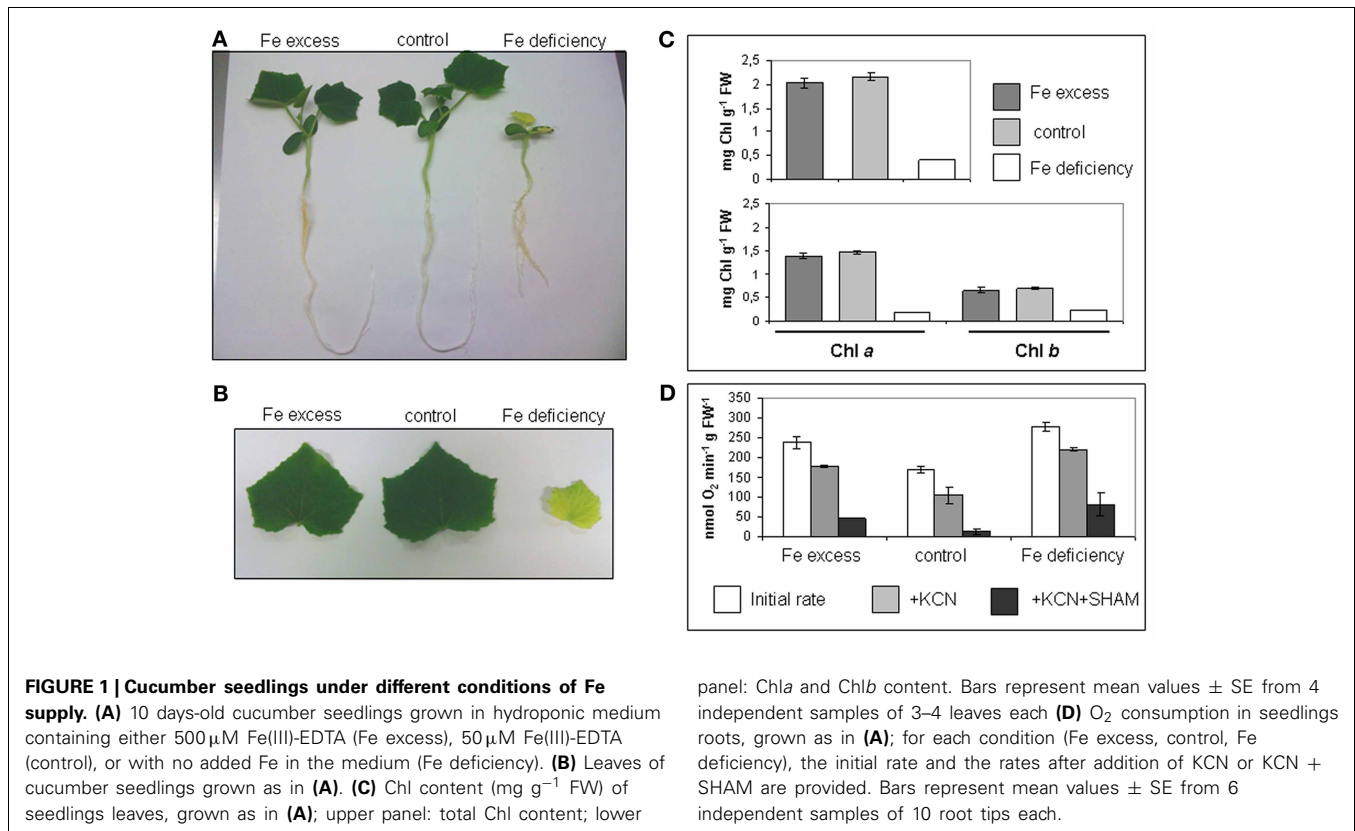 A
Fe excess control Fe deficiency
B
Fe excess control Fe deficiency
C
mg Chl g-1 FW
2,5
2
1,5
1
0,5
0
Fe excess
control
Fe deficiency
mg Chl g-1 FW
2,5
2
1,5
1
0,5
0
Chl a Chl b
D
nmol O2 min-1 g FW-1
350
300
250
200
150
100
50
0
Fe excess control Fe deficiency
Initial rate +KCN +KCN+SHAM
FIGURE 1 | Cucumber seedlings under different conditions of Fe
supply. (A) 10 days-old cucumber seedlings grown in hydroponic medium
containing either 500 μM Fe(III)-EDTA (Fe excess), 50 μM Fe(III)-EDTA
(control), or with no added Fe in the medium (Fe deficiency). (B) Leaves of
cucumber seedlings grown as in (A). (C) Chl content (mg g−1 FW) of
seedlings leaves, grown as in (A); upper panel: total Chl content; lower
panel: Chla and Chlb content. Bars represent mean values ± SE from 4
independent samples of 3–4 leaves each (D) O2 consumption in seedlings
roots, grown as in (A); for each condition (Fe excess, control, Fe
deficiency), the initial rate and the rates after addition of KCN or KCN +
SHAM are provided. Bars represent mean values ± SE from 6
independent samples of 10 root tips each.